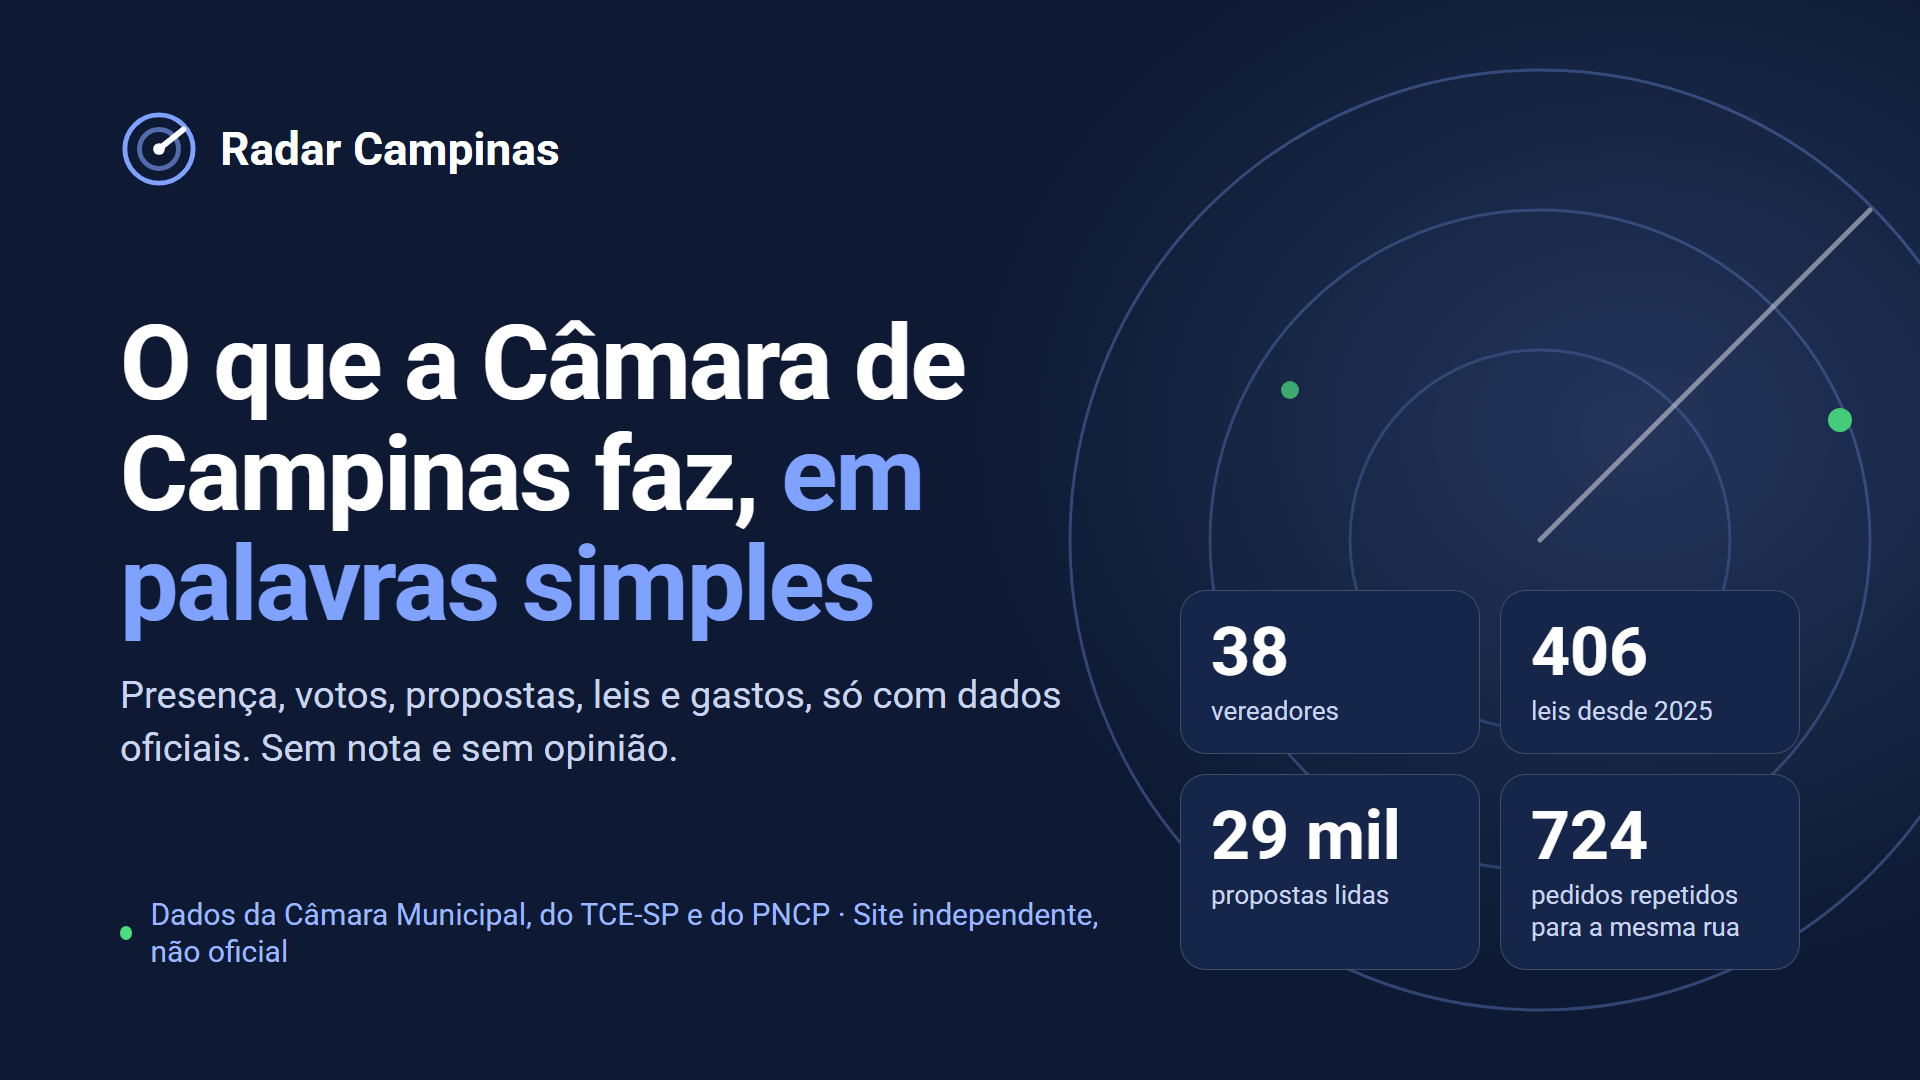 Radar Campinas
O que a Câmara de
Campinas faz, em
palavras simples
Presença, votos, propostas, leis e gastos, só com dados
oficiais. Sem nota e sem opinião.
Dados da Câmara Municipal, do TCE-SP e do PNCP · Site independente,
não oficial
38
vereadores
406
leis desde 2025
29 mil
propostas lidas
724
pedidos repetidos
para a mesma rua